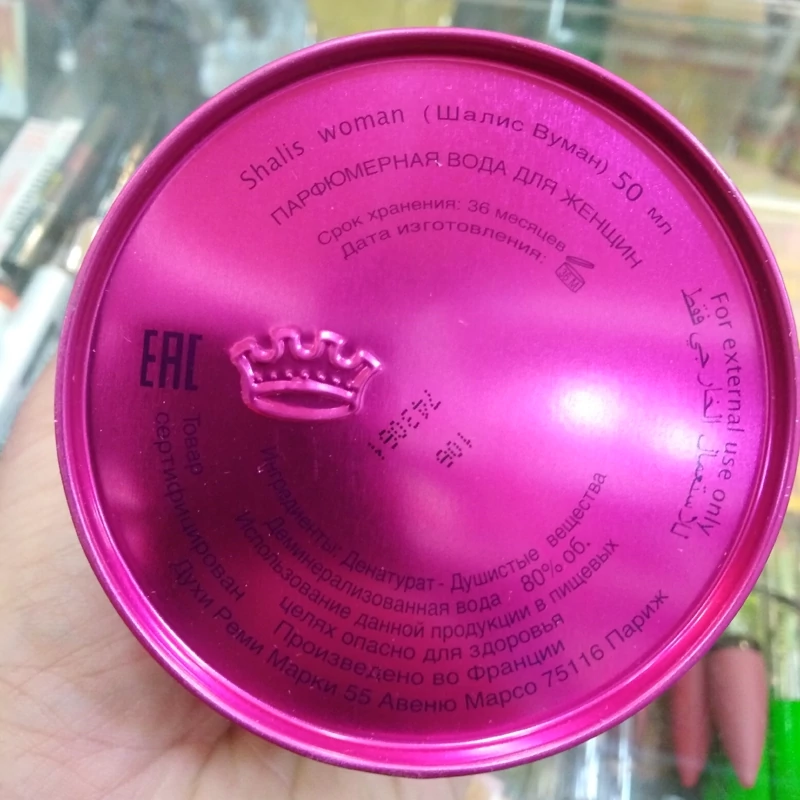 Shalis woman (Шалис Вуман) 50 мл
ПАРФЮМЕРНАЯ ВОДА ДЛЯ ЖЕНЩИН
Срок хранения: 36 месяцев
Дата изготовления:
36 M
For external use only
للاستعمال الخارجي فقط
EAC
Товар
сертифицирован
Ингредиенты: Денатурат - Душистые вещества
Деминерализованная вода 80% об.
Использование данной продукции в пищевых
целях опасно для здоровья
Произведено во Франции
Духи Реми Марки 55 Авеню Марсо 75116 Париж